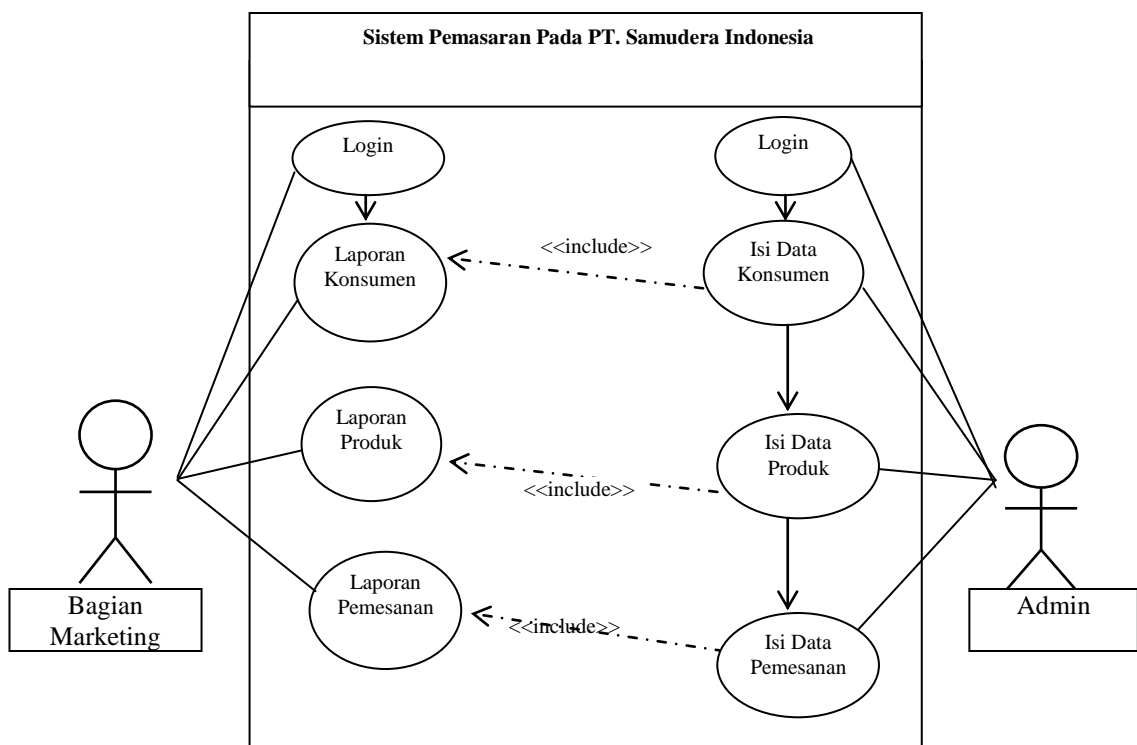 Sistem Pemasaran Pada PT. Samudera Indonesia
Login
Login
Laporan
Konsumen
<<include>>
Isi Data
Konsumen
Laporan
Produk
<<include>>
Isi Data
Produk
Laporan
Pemesanan
<<include>>
Isi Data
Pemesanan
Bagian
Marketing
Admin